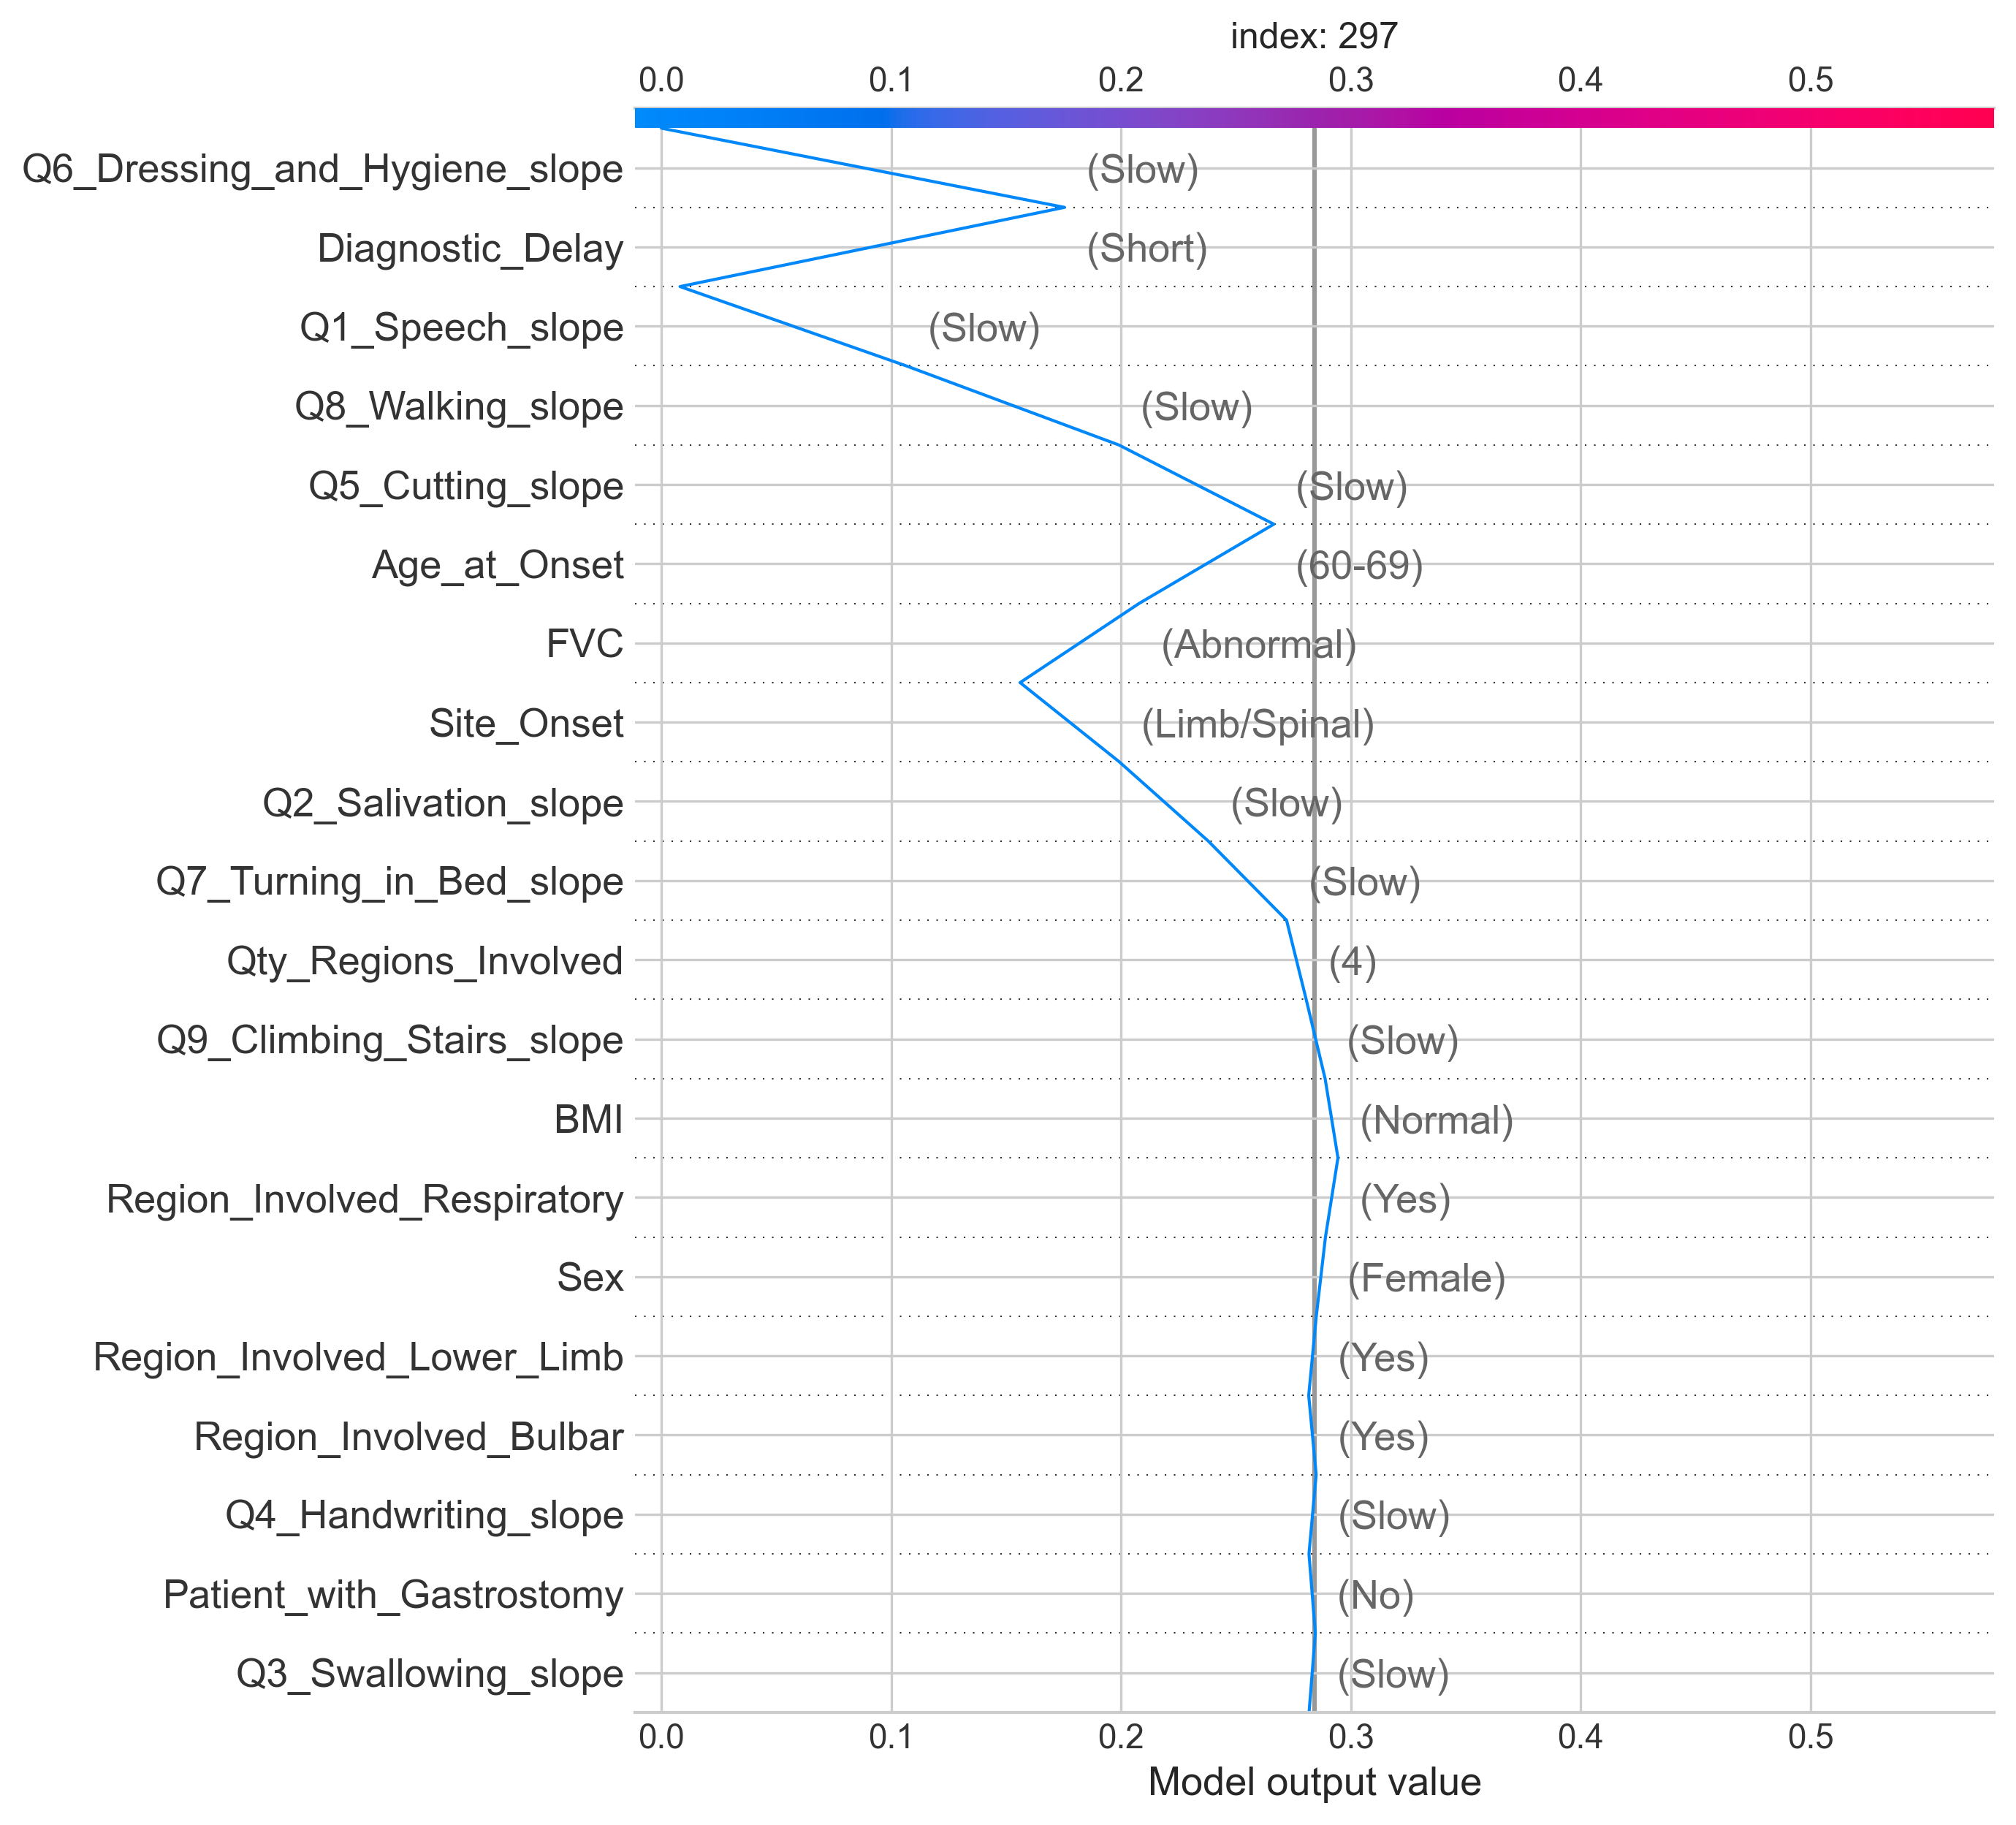 index: 297
0.0 0.1 0.2 0.3 0.4 0.5
Q6_Dressing_and_Hygiene_slope (Slow)
Diagnostic_Delay (Short)
Q1_Speech_slope (Slow)
Q8_Walking_slope (Slow)
Q5_Cutting_slope (Slow)
Age_at_Onset (60-69)
FVC (Abnormal)
Site_Onset (Limb/Spinal)
Q2_Salivation_slope (Slow)
Q7_Turning_in_Bed_slope (Slow)
Qty_Regions_Involved (4)
Q9_Climbing_Stairs_slope (Slow)
BMI (Normal)
Region_Involved_Respiratory (Yes)
Sex (Female)
Region_Involved_Lower_Limb (Yes)
Region_Involved_Bulbar (Yes)
Q4_Handwriting_slope (Slow)
Patient_with_Gastrostomy (No)
Q3_Swallowing_slope (Slow)
0.0 0.1 0.2 0.3 0.4 0.5
Model output value